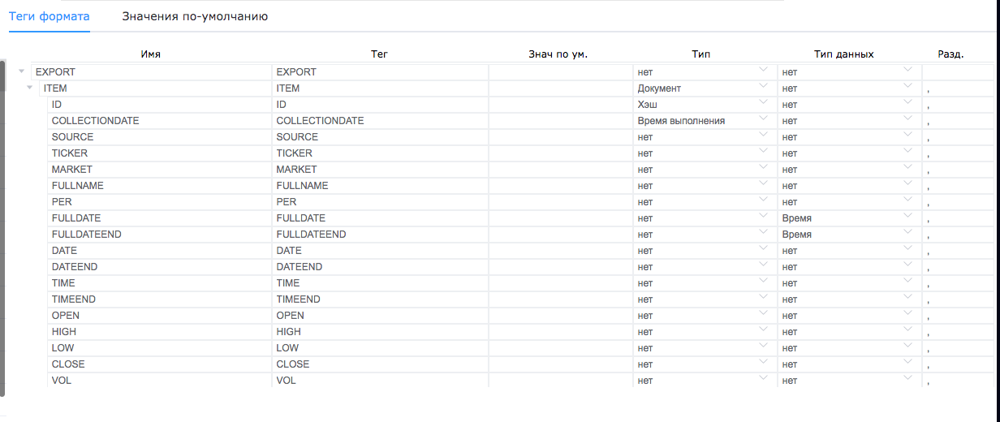 Теги формата Значения по-умолчанию
Имя Тег Знач по ум. Тип Тип данных Разд.
EXPORT EXPORT нет нет
ITEM ITEM Документ нет ,
ID ID Хэш нет ,
COLLECTIONDATE COLLECTIONDATE Время выполнения нет ,
SOURCE SOURCE нет нет ,
TICKER TICKER нет нет ,
MARKET MARKET нет нет ,
FULLNAME FULLNAME нет нет ,
PER PER нет нет ,
FULLDATE FULLDATE нет Время ,
FULLDATEEND FULLDATEEND нет Время ,
DATE DATE нет нет ,
DATEEND DATEEND нет нет ,
TIME TIME нет нет ,
TIMEEND TIMEEND нет нет ,
OPEN OPEN нет нет ,
HIGH HIGH нет нет ,
LOW LOW нет нет ,
CLOSE CLOSE нет нет ,
VOL VOL нет нет ,